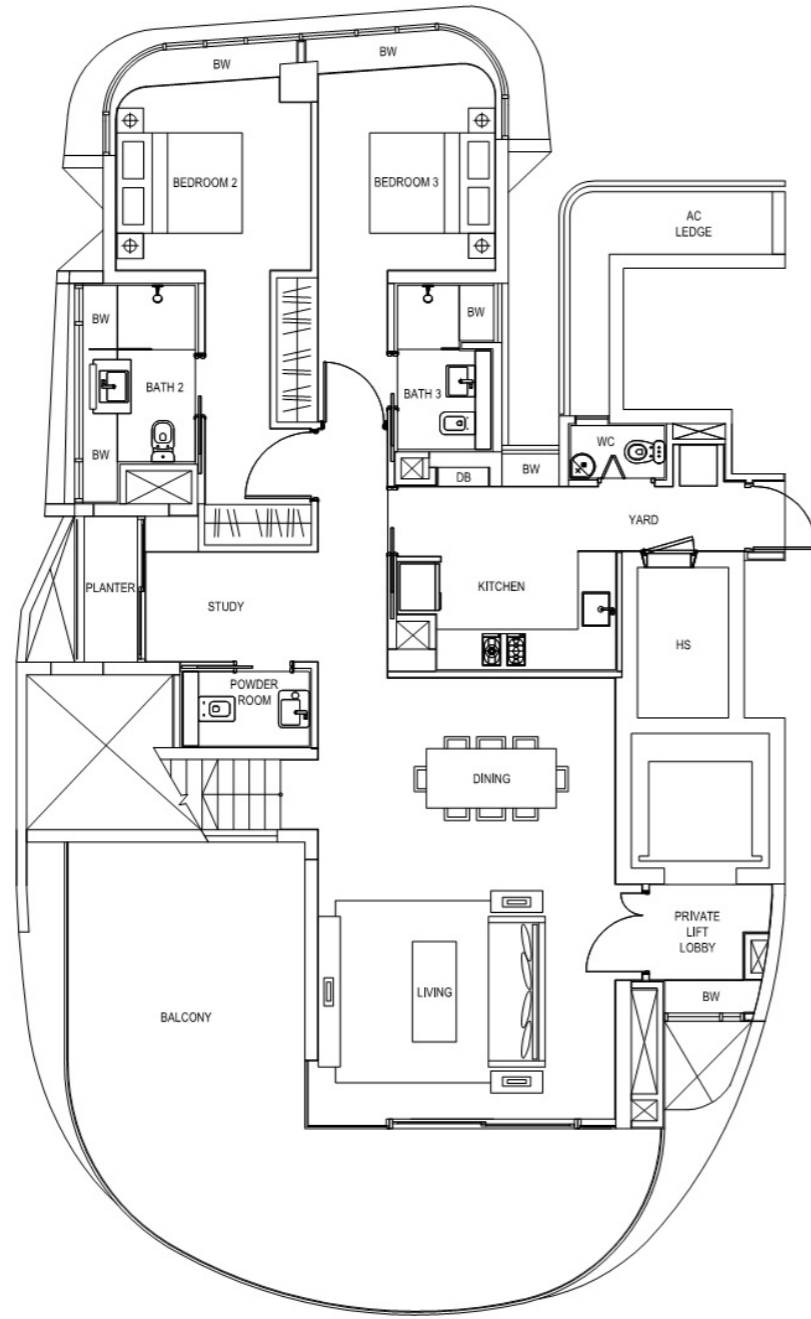 BW
BW
BEDROOM 2
BEDROOM 3
AC
LEDGE
BW
BW
BATH 2
BATH 3
BW
WC
DB
BW
YARD
PLANTER
STUDY
KITCHEN
HS
POWDER
ROOM
DINING
PRIVATE
LIFT
LOBBY
LIVING
BW
BALCONY